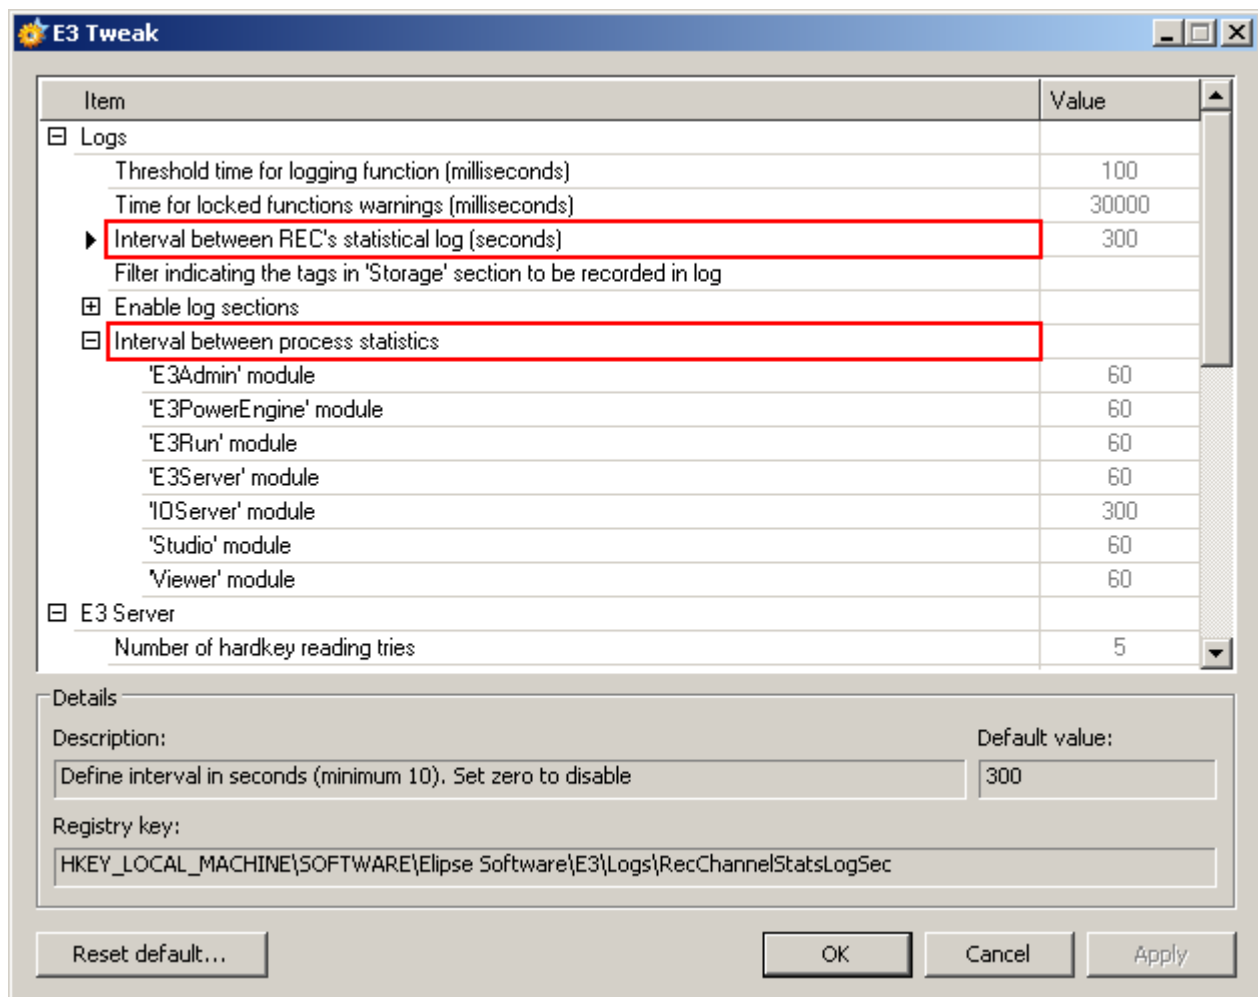 E3 Tweak
Item Value
Logs
Threshold time for logging function (milliseconds) 100
Time for locked functions warnings (milliseconds) 30000
Interval between REC's statistical log (seconds) 300
Filter indicating the tags in 'Storage' section to be recorded in log
Enable log sections
Interval between process statistics
'E3Admin' module 60
'E3PowerEngine' module 60
'E3Run' module 60
'E3Server' module 60
'IOServer' module 300
'Studio' module 60
'Viewer' module 60
E3 Server
Number of hardkey reading tries 5
Details
Description: Default value:
Define interval in seconds (minimum 10). Set zero to disable 300
Registry key:
HKEY_LOCAL_MACHINE\SOFTWARE\Elipse Software\E3\Logs\RecChannelStatsLogSec
Reset default... OK Cancel Apply